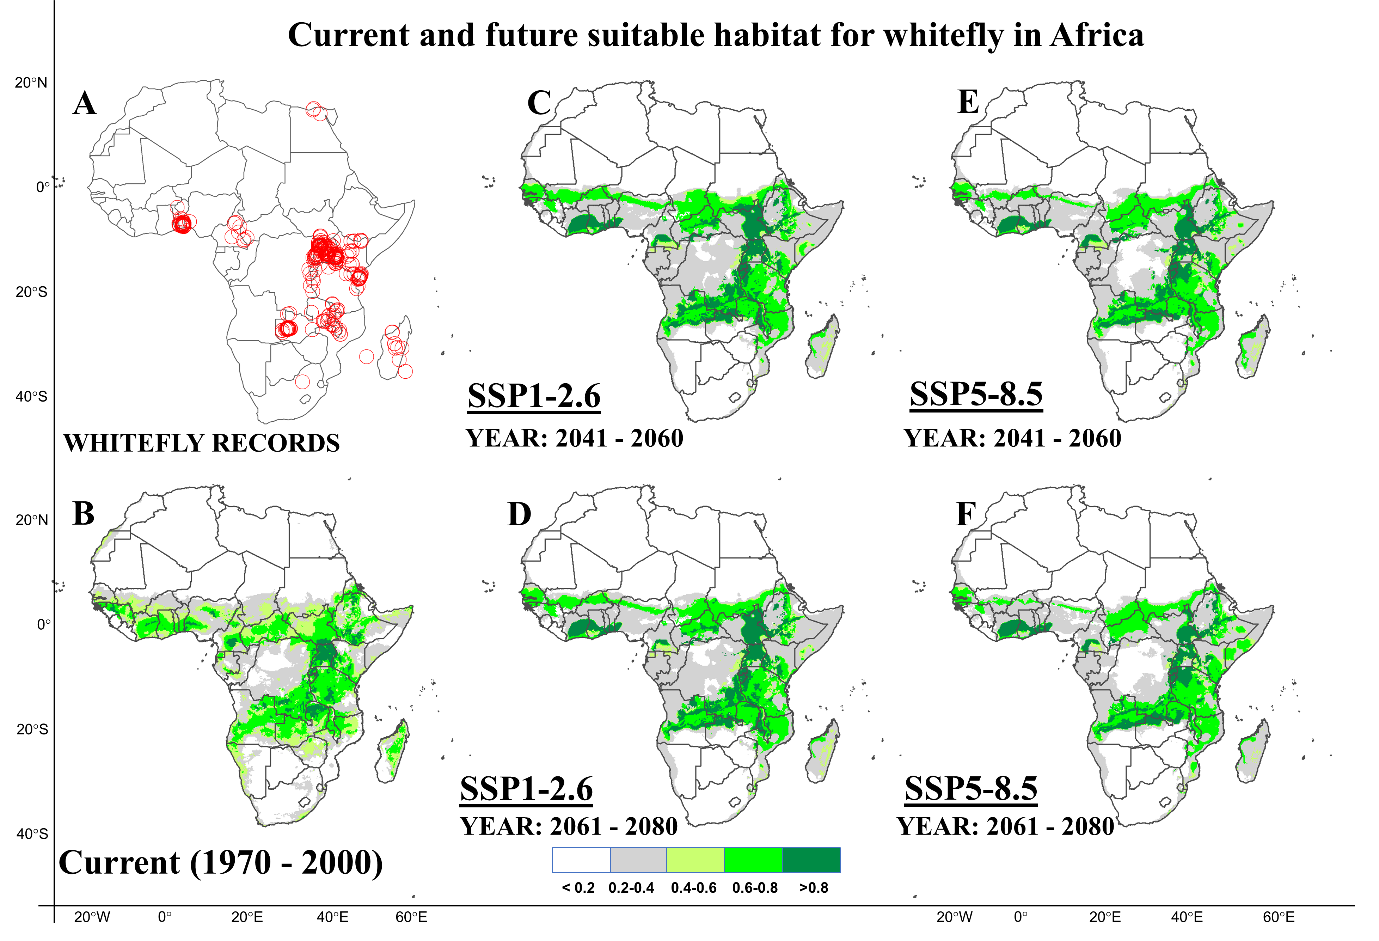 Current and future suitable habitat for whitefly in Africa
20°N
0°
20°S
40°S
A
WHITEFLY RECORDS
C
SSP1-2.6
YEAR: 2041 - 2060
E
SSP5-8.5
YEAR: 2041 - 2060
20°N
0°
20°S
40°S
B
Current (1970 - 2000)
D
SSP1-2.6
YEAR: 2061 - 2080
F
SSP5-8.5
YEAR: 2061 - 2080
< 0.2 0.2-0.4 0.4-0.6 0.6-0.8 >0.8
20°W 0° 20°E 40°E 60°E
20°W 0° 20°E 40°E 60°E